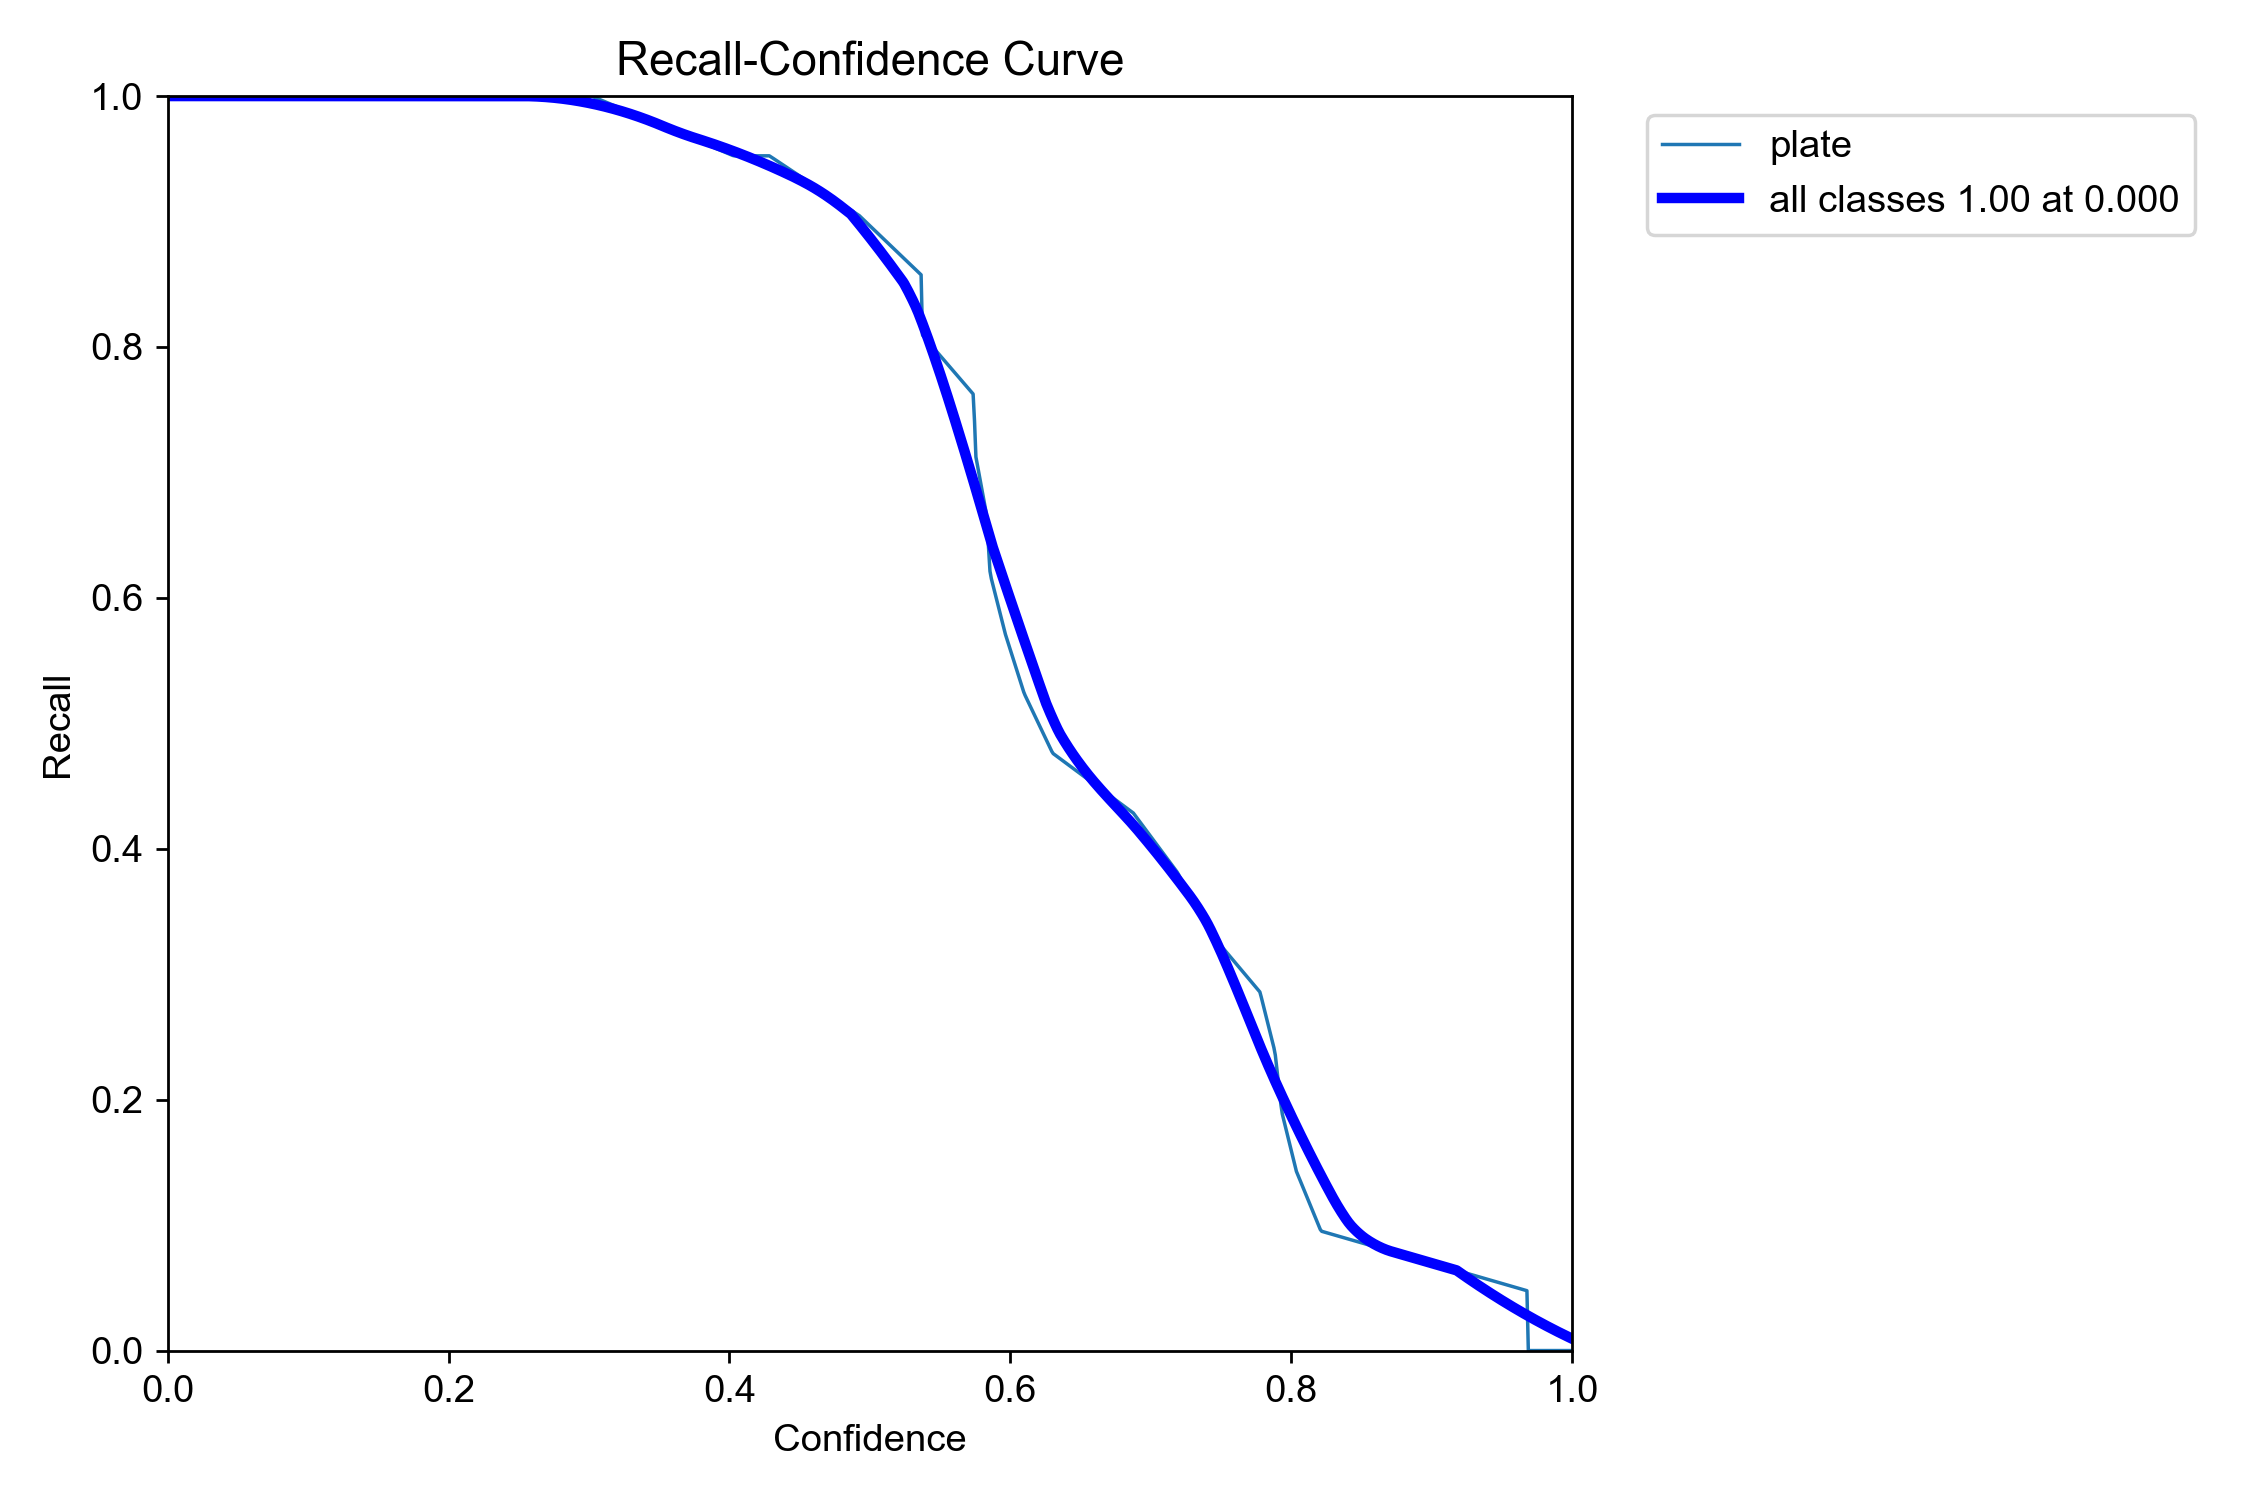 Recall-Confidence Curve
1.0
0.8
0.6
0.4
0.2
0.0
Recall
0.0 0.2 0.4 0.6 0.8 1.0
Confidence
plate
all classes 1.00 at 0.000